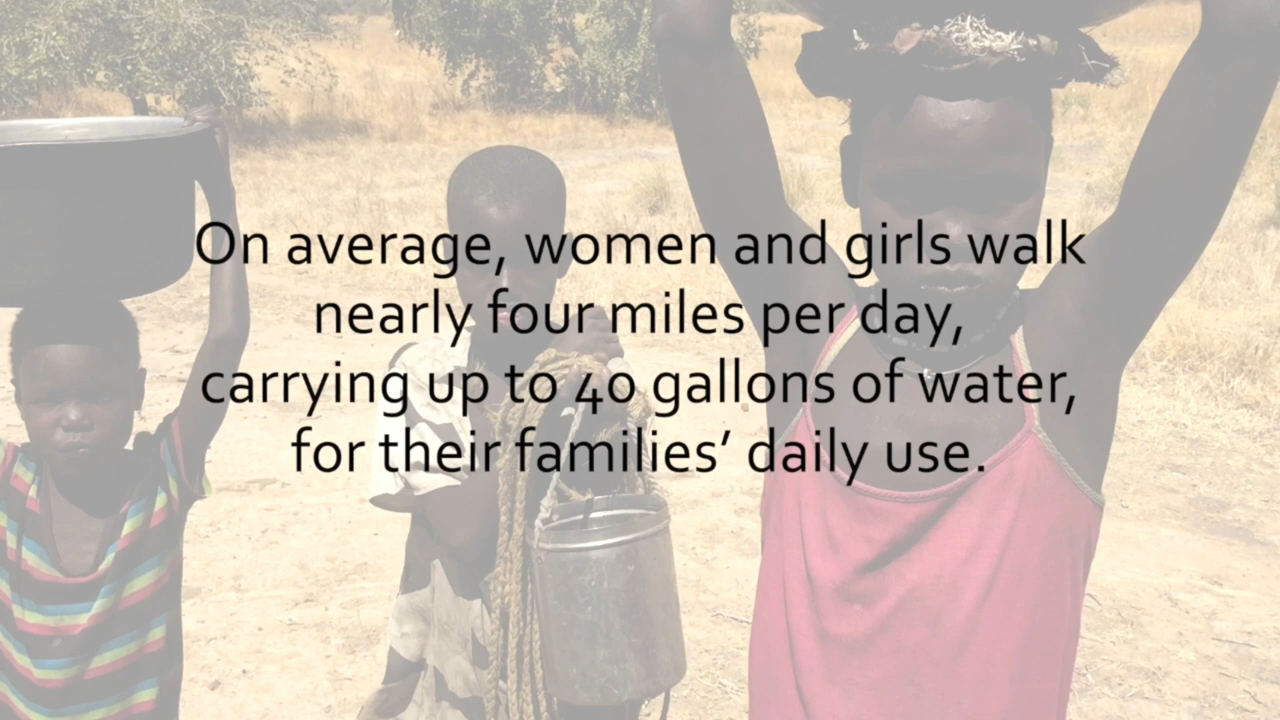 On average, women and girls walk
nearly four miles per day,
carrying up to 40 gallons of water,
for their families’ daily use.